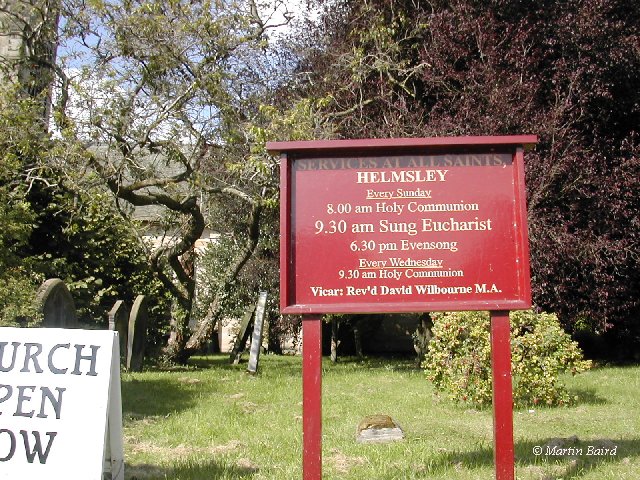 SERVICES AT ALL SAINTS,
HELMSLEY
Every Sunday
8.00 am Holy Communion
9.30 am Sung Eucharist
6.30 pm Evensong
Every Wednesday
9.30 am Holy Communion
Vicar: Rev'd David Wilbourne M.A.
URCH
PEN
OW
© Martin Baird